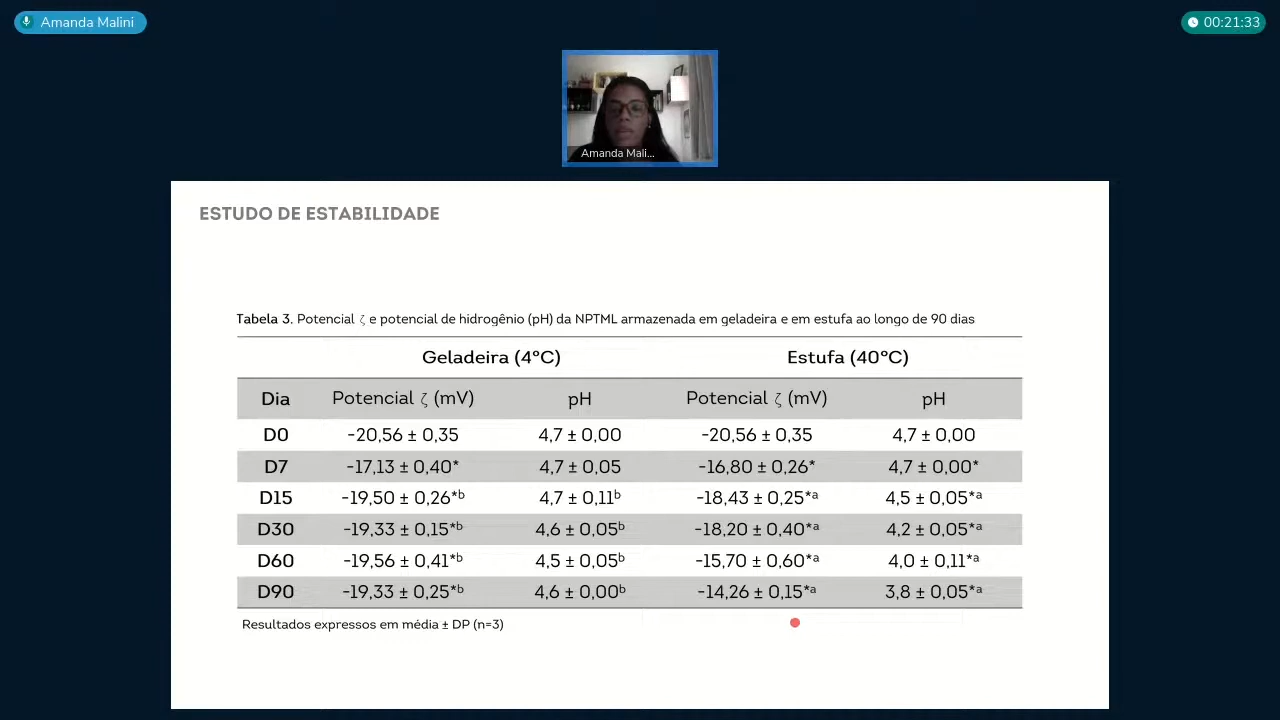 Amanda Malini
00:21:33
Amanda Mali...
ESTUDO DE ESTABILIDADE
Tabela 3. Potencial ζ e potencial de hidrogênio (pH) da NPTML armazenada em geladeira e em estufa ao longo de 90 dias
Geladeira (4°C) Estufa (40°C)
Dia Potencial ζ (mV) pH Potencial ζ (mV) pH
D0 -20,56 ± 0,35 4,7 ± 0,00 -20,56 ± 0,35 4,7 ± 0,00
D7 -17,13 ± 0,40* 4,7 ± 0,05 -16,80 ± 0,26* 4,7 ± 0,00*
D15 -19,50 ± 0,26*ᵇ 4,7 ± 0,11ᵇ -18,43 ± 0,25*ᵃ 4,5 ± 0,05*ᵃ
D30 -19,33 ± 0,15*ᵇ 4,6 ± 0,05ᵇ -18,20 ± 0,40*ᵃ 4,2 ± 0,05*ᵃ
D60 -19,56 ± 0,41*ᵇ 4,5 ± 0,05ᵇ -15,70 ± 0,60*ᵃ 4,0 ± 0,11*ᵃ
D90 -19,33 ± 0,25*ᵇ 4,6 ± 0,00ᵇ -14,26 ± 0,15*ᵃ 3,8 ± 0,05*ᵃ
Resultados expressos em média ± DP (n=3)